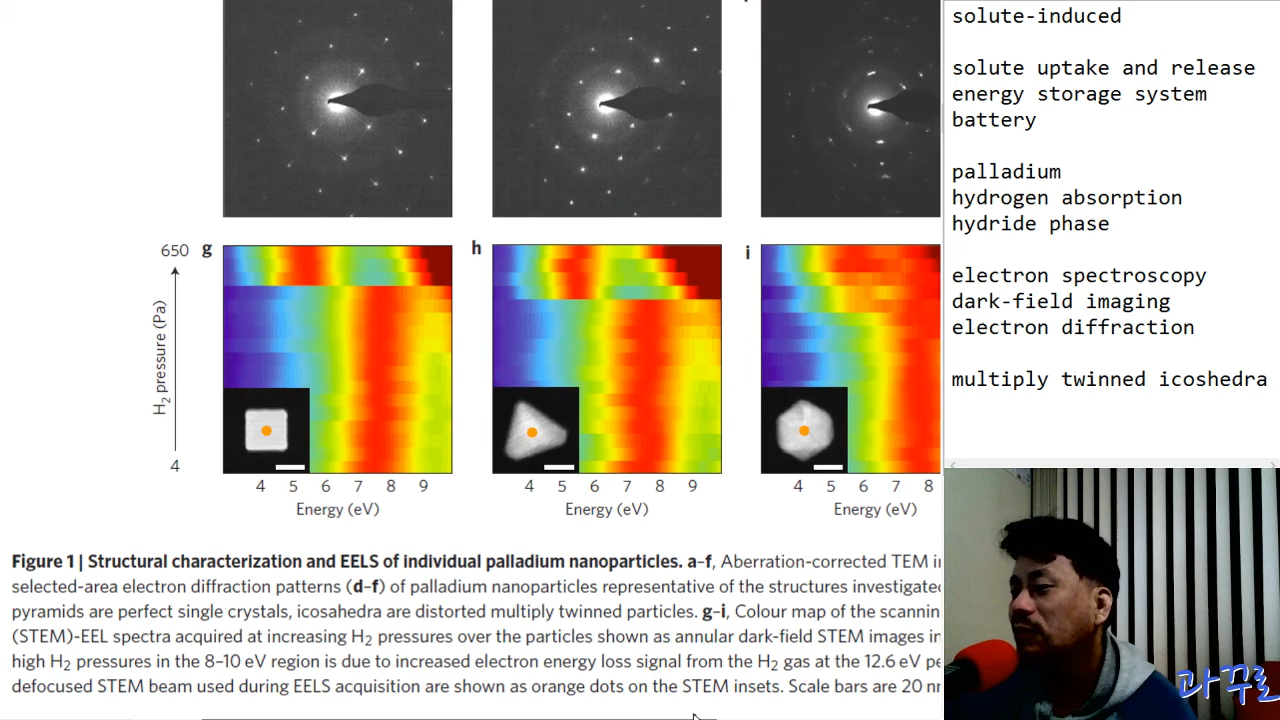 650
g
h
i
H2 pressure (Pa)
4
4 5 6 7 8 9
4 5 6 7 8 9
4 5 6 7 8
Energy (eV)
Energy (eV)
Energy (eV)
Figure 1 | Structural characterization and EELS of individual palladium nanoparticles. a–f, Aberration-corrected TEM
selected-area electron diffraction patterns (d–f) of palladium nanoparticles representative of the structures
pyramids are perfect single crystals, icosahedra are distorted multiply twinned particles. g–i, Colour map of the
(STEM)-EEL spectra acquired at increasing H2 pressures over the particles shown as annular dark-field STEM images
high H2 pressures in the 8–10 eV region is due to increased electron energy loss signal from the H2 gas at the 12.6 eV
defocused STEM beam used during EELS acquisition are shown as orange dots on the STEM insets. Scale bars are 20
solute-induced
solute uptake and release
energy storage system
battery
palladium
hydrogen absorption
hydride phase
electron spectroscopy
dark-field imaging
electron diffraction
multiply twinned icoshedra
과꾸로